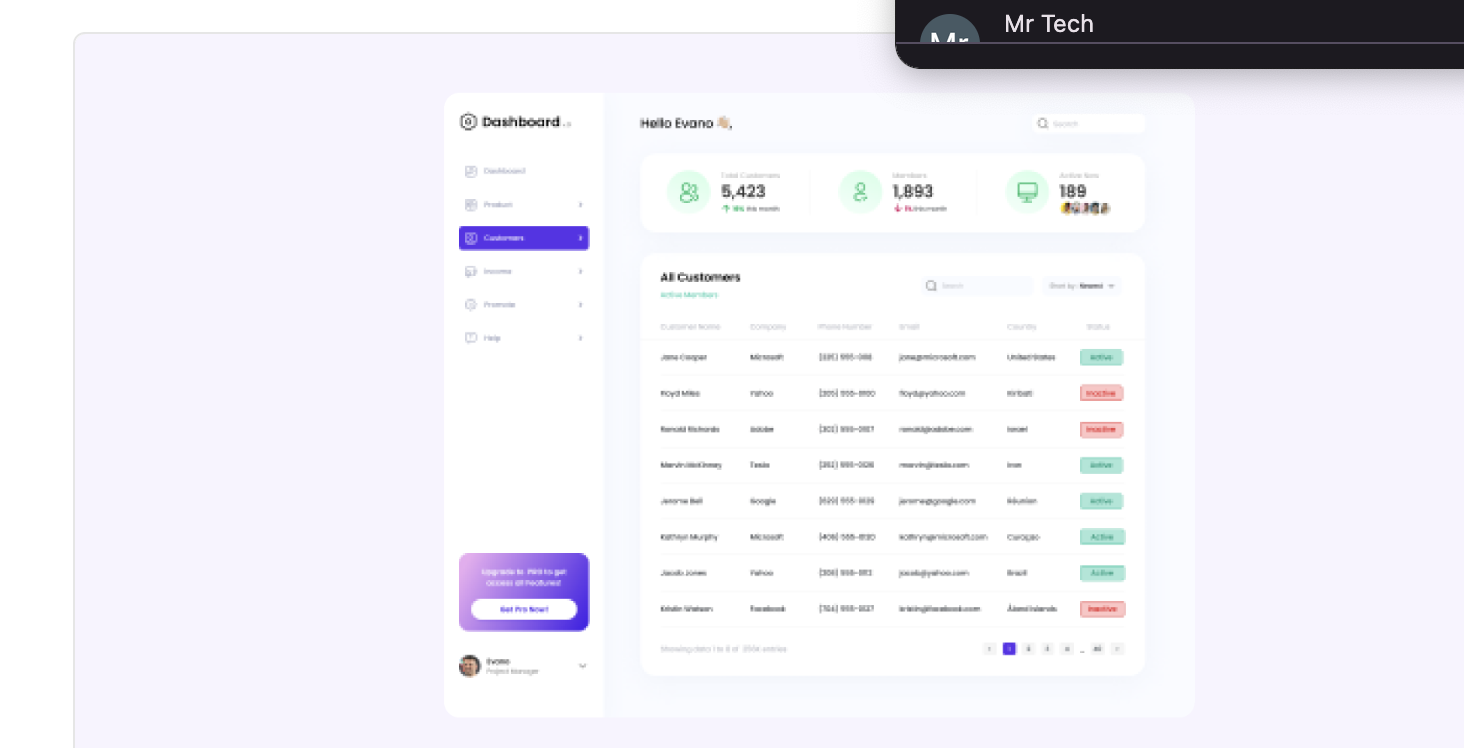 Mr Tech
Mr
Dashboard
Hello Evano 👋🏼,
Search
Dashboard
Product
Customers
Income
Promote
Help
Total Customers
5,423
16% this month
Members
1,893
1% this month
Active Now
189
All Customers
Active Members
Search
Short by: Newest
Customer Name Company Phone Number Email Country Status
Jane Cooper Microsoft (225) 555-0118 jane@microsoft.com United States Active
Floyd Miles Yahoo (205) 555-0100 floyd@yahoo.com Kiribati Inactive
Ronald Richards Adobe (302) 555-0107 ronald@adobe.com Israel Inactive
Marvin McKinney Tesla (252) 555-0126 marvin@tesla.com Iran Active
Jerome Bell Google (629) 555-0129 jerome@google.com Réunion Active
Kathryn Murphy Microsoft (406) 555-0120 kathryn@microsoft.com Curaçao Active
Jacob Jones Yahoo (208) 555-0112 jacob@yahoo.com Brazil Active
Kristin Watson Facebook (704) 555-0127 kristin@facebook.com Åland Islands Inactive
Showing data 1 to 8 of entries
< 1 2 3 4 ... 40 >
Upgrade to PRO to get
access all Features!
Get Pro Now!
Evano
Project Manager